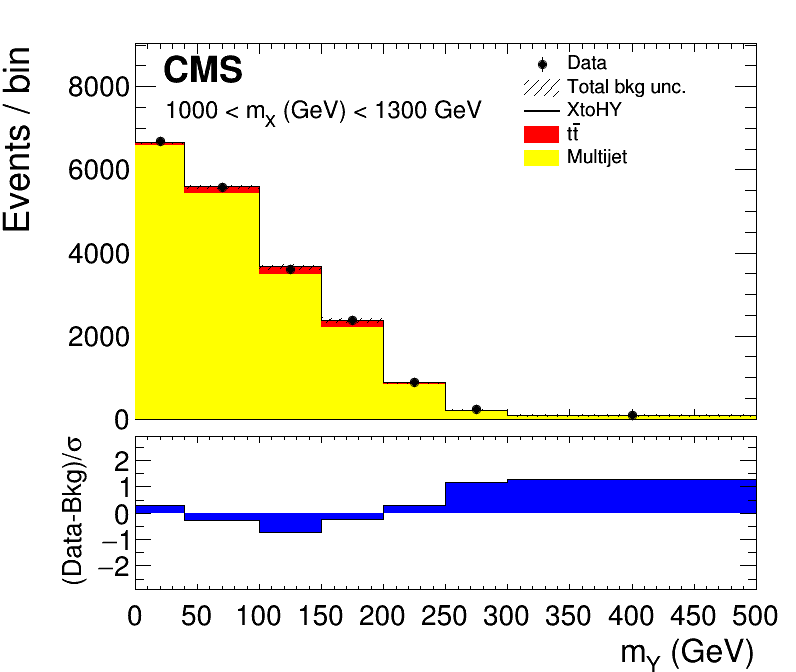 Events / bin
8000
6000
4000
2000
0
CMS
1000 < m_X (GeV) < 1300 GeV
Data
Total bkg unc.
XtoHY
tt̄
Multijet
(Data-Bkg)/σ
2
1
0
−1
−2
0 50 100 150 200 250 300 350 400 450 500
m_Y (GeV)